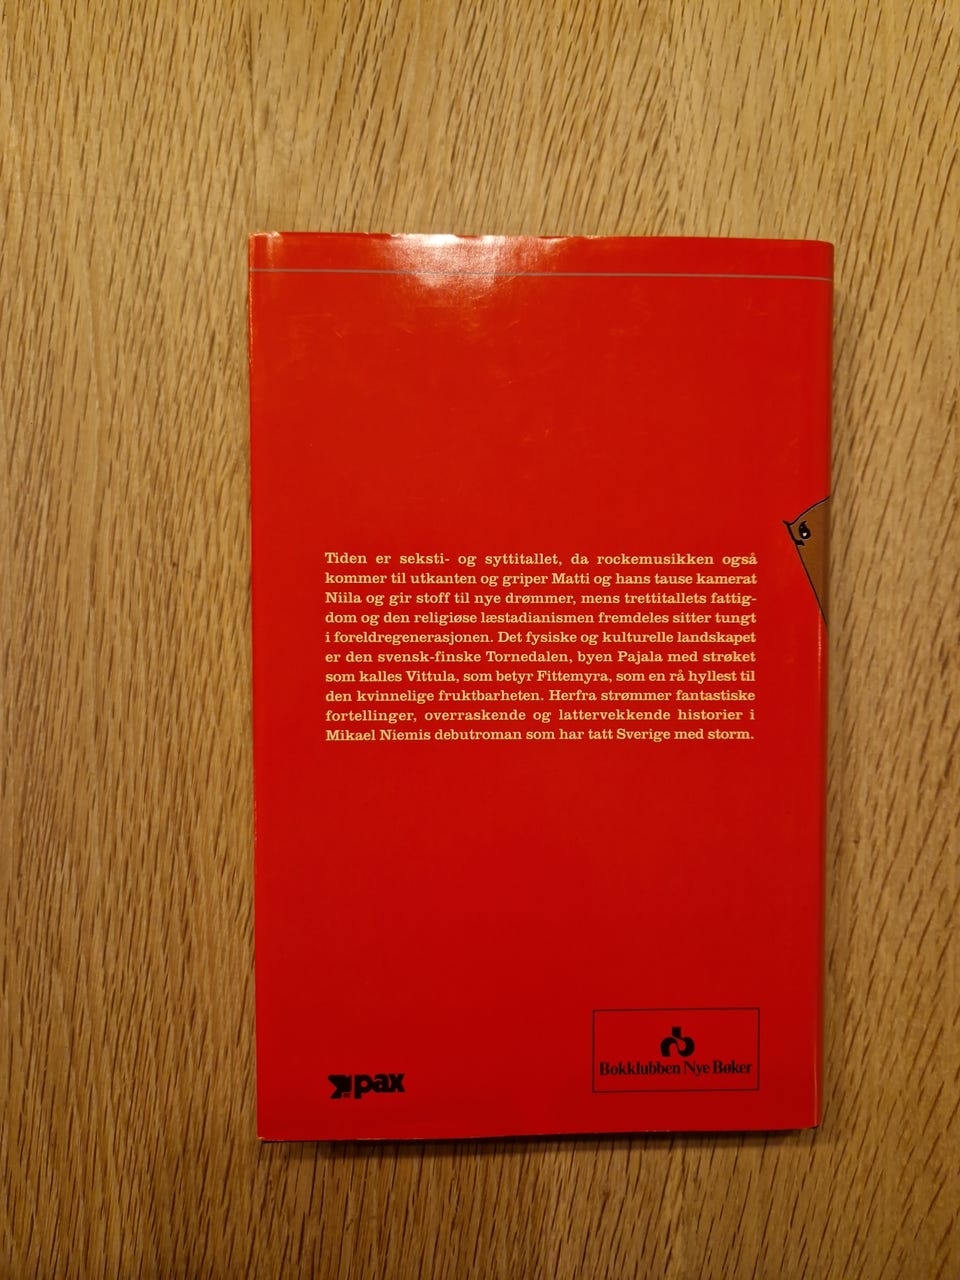 Tiden er seksti- og syttitallet, da rockemusikken også
kommer til utkanten og griper Matti og hans tause kamerat
Niila og gir stoff til nye drømmer, mens trettitallets fattig-
dom og den religiøse læstadianismen fremdeles sitter tungt
i foreldregenerasjonen. Det fysiske og kulturelle landskapet
er den svensk-finske Tornedalen, byen Pajala med strøket
som kalles Vittula, som betyr Fittemyra, som en rå hyllest til
den kvinnelige fruktbarheten. Herfra strømmer fantastiske
fortellinger, overraskende og lattervekkende historier i
Mikael Niemis debutroman som har tatt Sverige med storm.
pax
Bokklubben Nye Bøker